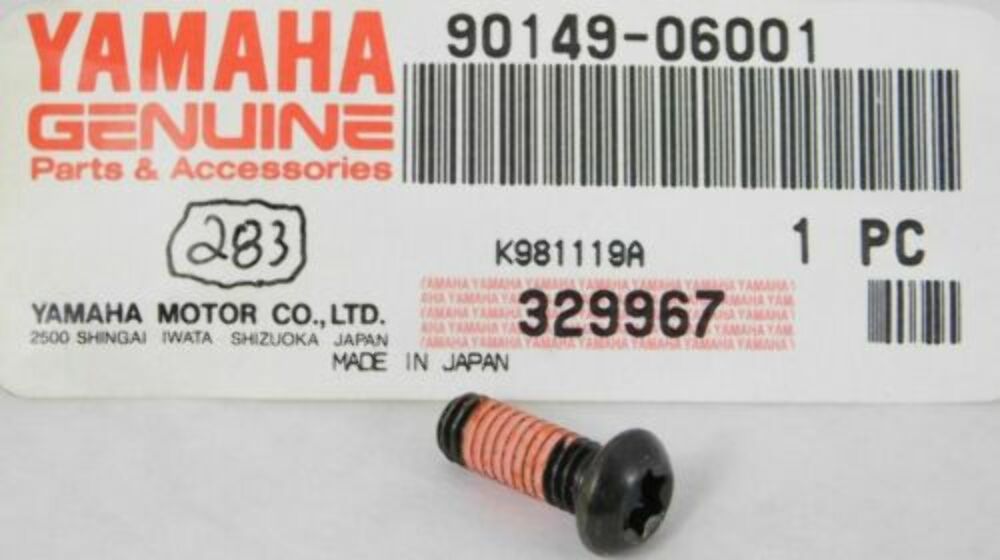 YAMAHA
GENUINE
Parts & Accessories
90149-06001
283
K981119A
1 PC
YAMAHA MOTOR CO.,LTD.
2500 SHINGAI IWATA SHIZUOKA JAPAN
MADE IN JAPAN
329967